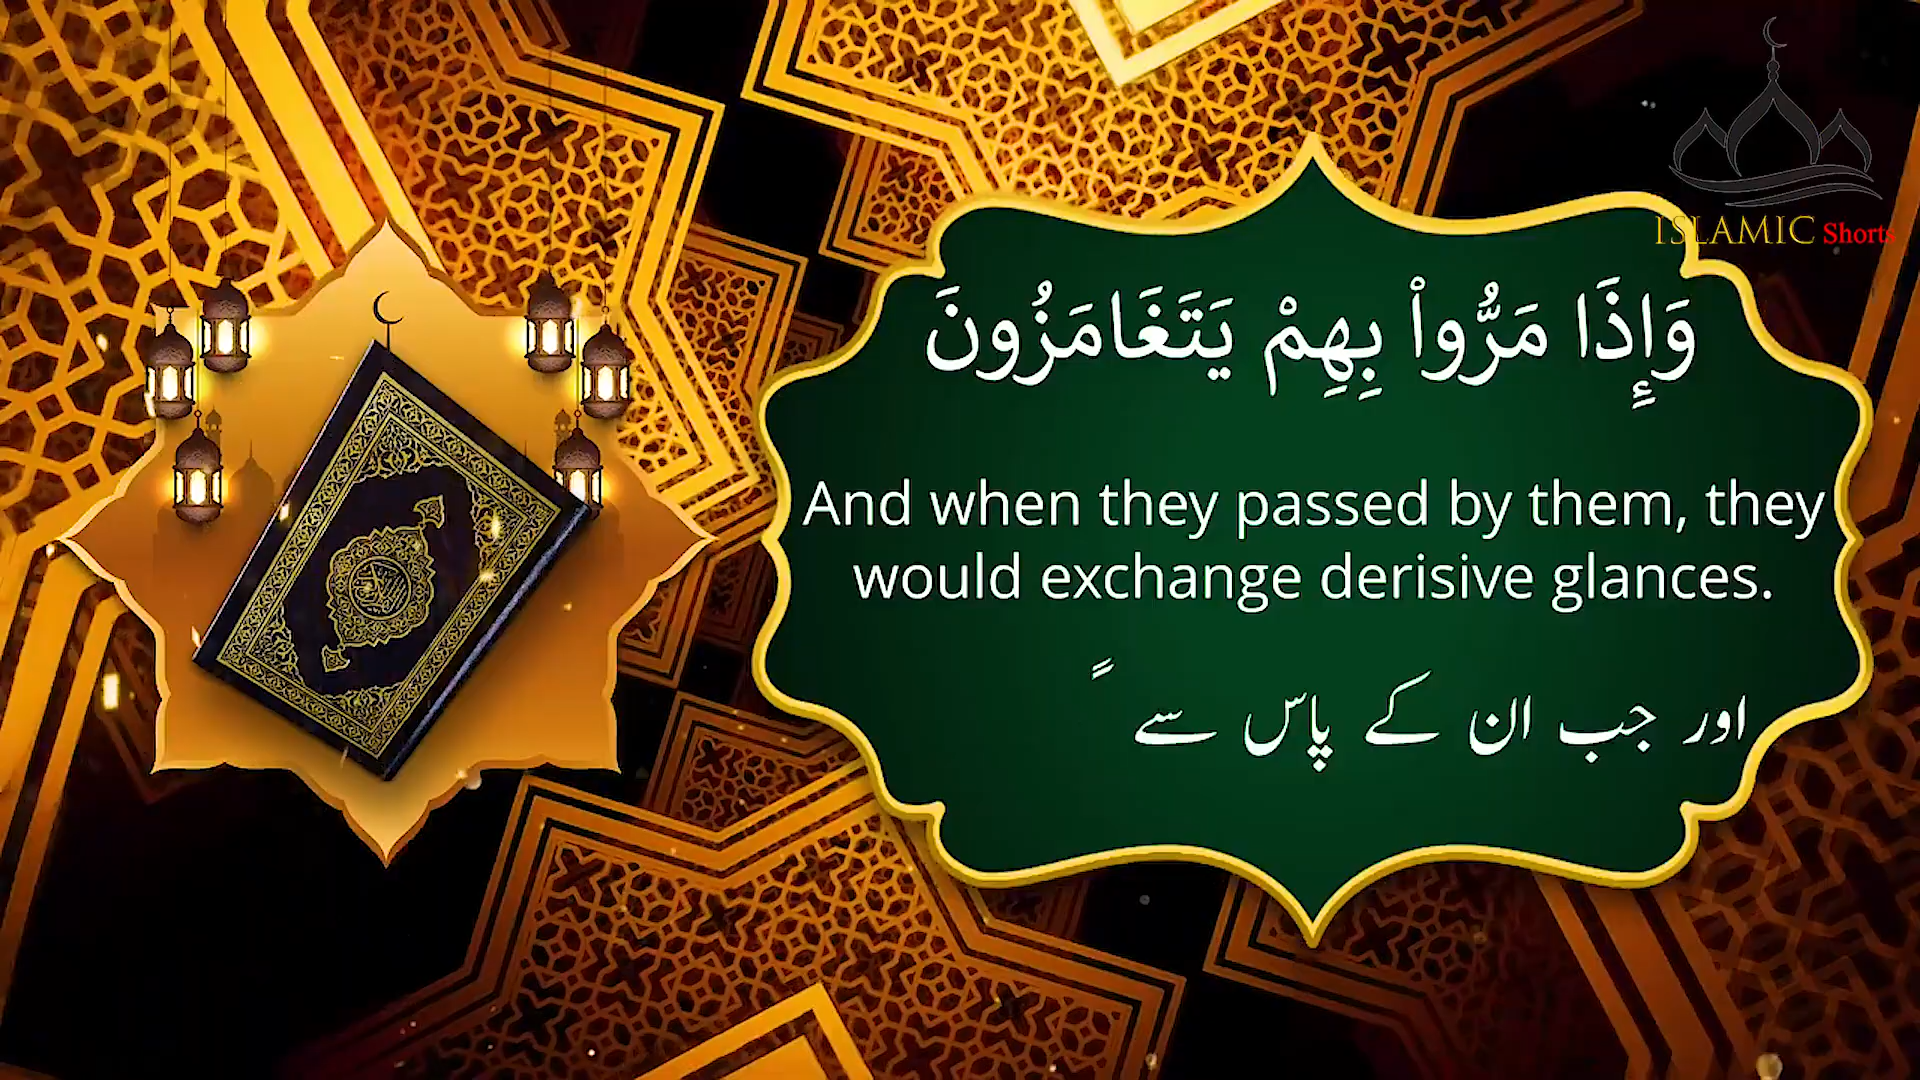 ISLAMIC Shorts
وَإِذَا مَرُّوا۟ بِهِمْ يَتَغَامَزُونَ
And when they passed by them, they
would exchange derisive glances.
اور جب ان کے پاس سے